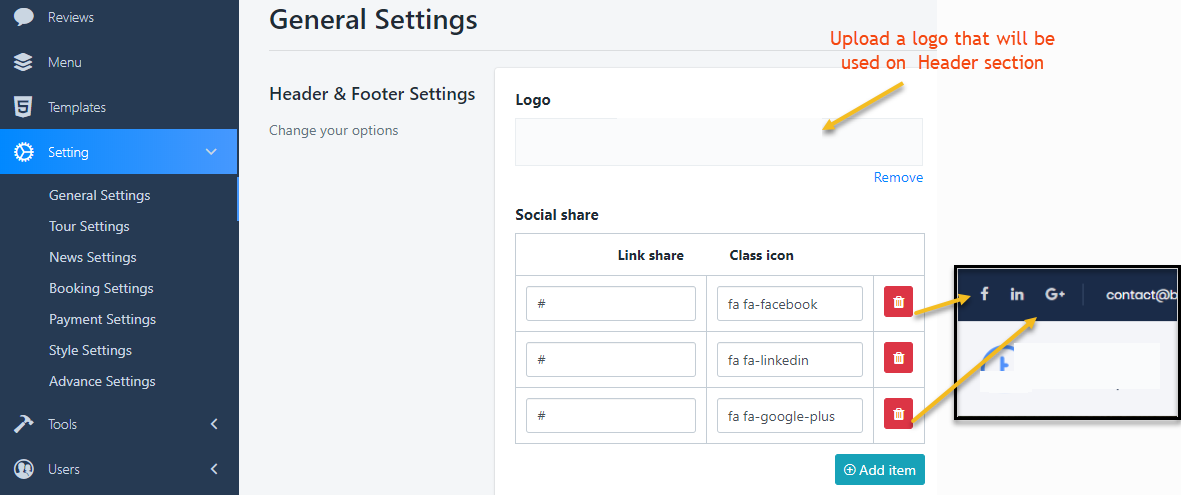 Reviews
Menu
Templates
Setting
General Settings
Tour Settings
News Settings
Booking Settings
Payment Settings
Style Settings
Advance Settings
Tools
Users
General Settings
Upload a logo that will be
used on Header section
Header & Footer Settings
Change your options
Logo
Remove
Social share
Link share Class icon
# fa fa-facebook
# fa fa-linkedin
# fa fa-google-plus
Add item
f in G+ contact@b